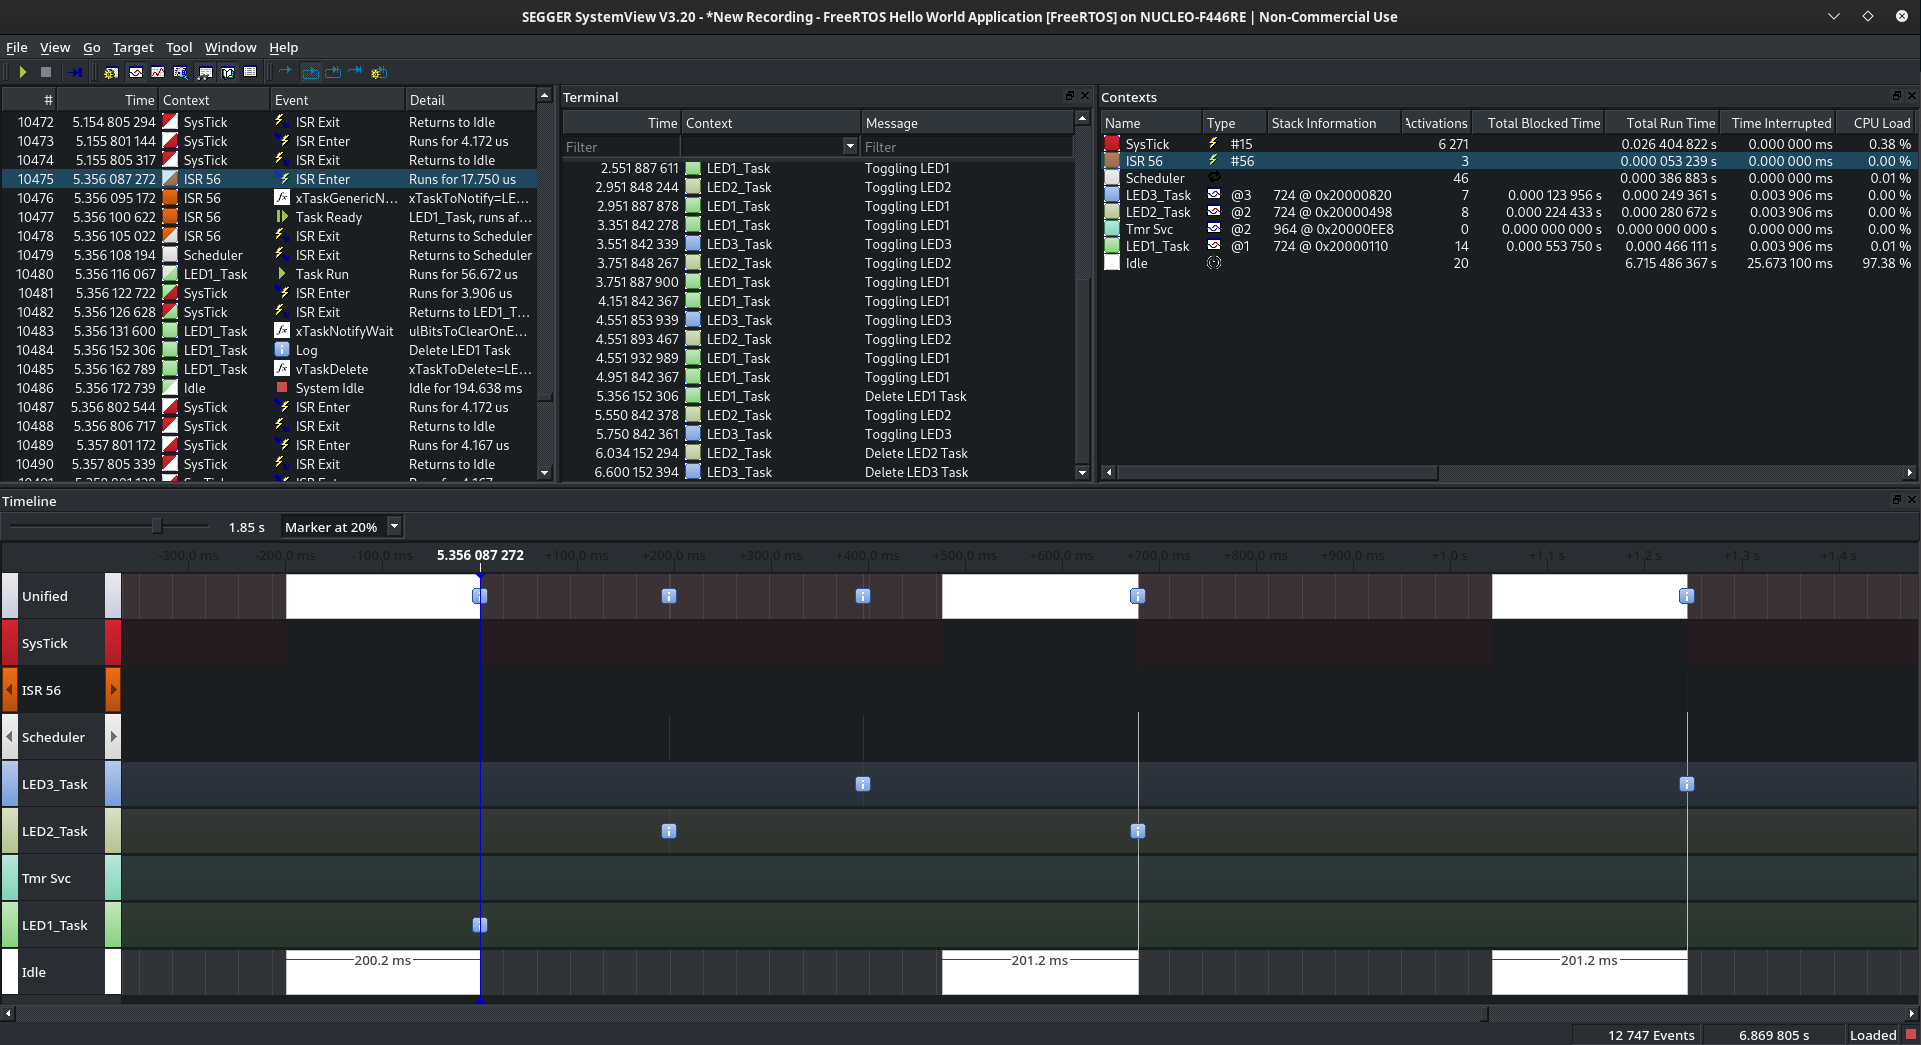 SEGGER SystemView V3.20 - *New Recording - FreeRTOS Hello World Application [FreeRTOS] on NUCLEO-F446RE | Non-Commercial Use
File View Go Target Tool Window Help
# Time Context Event Detail
10472 5.154 805 294 SysTick ISR Exit Returns to Idle
10473 5.155 801 144 SysTick ISR Enter Runs for 4.172 us
10474 5.155 805 317 SysTick ISR Exit Returns to Idle
10475 5.356 087 272 ISR 56 ISR Enter Runs for 17.750 us
10476 5.356 095 172 ISR 56 xTaskGenericN... xTaskToNotify=LE...
10477 5.356 100 622 ISR 56 Task Ready LED1_Task, runs af...
10478 5.356 105 022 ISR 56 ISR Exit Returns to Scheduler
10479 5.356 108 194 Scheduler ISR Exit Returns to Scheduler
10480 5.356 116 067 LED1_Task Task Run Runs for 56.672 us
10481 5.356 122 722 SysTick ISR Enter Runs for 3.906 us
10482 5.356 126 628 SysTick ISR Exit Returns to LED1_T...
10483 5.356 131 600 LED1_Task xTaskNotifyWait ulBitsToClearOnE...
10484 5.356 152 306 LED1_Task Log Delete LED1 Task
10485 5.356 162 789 LED1_Task vTaskDelete xTaskToDelete=LE...
10486 5.356 172 739 Idle System Idle Idle for 194.638 ms
10487 5.356 802 544 SysTick ISR Enter Runs for 4.172 us
10488 5.356 806 717 SysTick ISR Exit Returns to Idle
10489 5.357 801 172 SysTick ISR Enter Runs for 4.167 us
10490 5.357 805 339 SysTick ISR Exit Returns to Idle
Terminal
Time Context Message
Filter Filter
2.551 887 611 LED1_Task Toggling LED1
2.951 848 244 LED2_Task Toggling LED2
2.951 887 878 LED1_Task Toggling LED1
3.351 842 278 LED1_Task Toggling LED1
3.551 842 339 LED3_Task Toggling LED3
3.751 848 267 LED2_Task Toggling LED2
3.751 887 900 LED1_Task Toggling LED1
4.151 842 367 LED1_Task Toggling LED1
4.551 853 939 LED3_Task Toggling LED3
4.551 893 467 LED2_Task Toggling LED2
4.551 932 989 LED1_Task Toggling LED1
4.951 842 367 LED1_Task Toggling LED1
5.356 152 306 LED1_Task Delete LED1 Task
5.550 842 378 LED2_Task Toggling LED2
5.750 842 361 LED3_Task Toggling LED3
6.034 152 294 LED2_Task Delete LED2 Task
6.600 152 394 LED3_Task Delete LED3 Task
Contexts
Name Type Stack Information Activations Total Blocked Time Total Run Time Time Interrupted CPU Load
SysTick #15 6 271 0.026 404 822 s 0.000 000 ms 0.38 %
ISR 56 #56 3 0.000 053 239 s 0.000 000 ms 0.00 %
Scheduler 46 0.000 386 883 s 0.000 000 ms 0.01 %
LED3_Task @3 724 @ 0x20000820 7 0.000 123 956 s 0.000 249 361 s 0.003 906 ms 0.00 %
LED2_Task @2 724 @ 0x20000498 8 0.000 224 433 s 0.000 280 672 s 0.003 906 ms 0.00 %
Tmr Svc @2 964 @ 0x20000EE8 0 0.000 000 000 s 0.000 000 000 s 0.000 000 ms 0.00 %
LED1_Task @1 724 @ 0x20000110 14 0.000 553 750 s 0.000 466 111 s 0.003 906 ms 0.01 %
Idle 20 6.715 486 367 s 25.673 100 ms 97.38 %
Timeline
1.85 s Marker at 20%
-300,0 ms -200,0 ms -100,0 ms 5.356 087 272 +100,0 ms +200,0 ms +300,0 ms +400,0 ms +500,0 ms +600,0 ms +700,0 ms +800,0 ms +900,0 ms +1,0 s +1,1 s +1,2 s +1,3 s +1,4 s
Unified
SysTick
ISR 56
Scheduler
LED3_Task
LED2_Task
Tmr Svc
LED1_Task
Idle 200.2 ms 201.2 ms 201.2 ms
12 747 Events 6.869 805 s Loaded